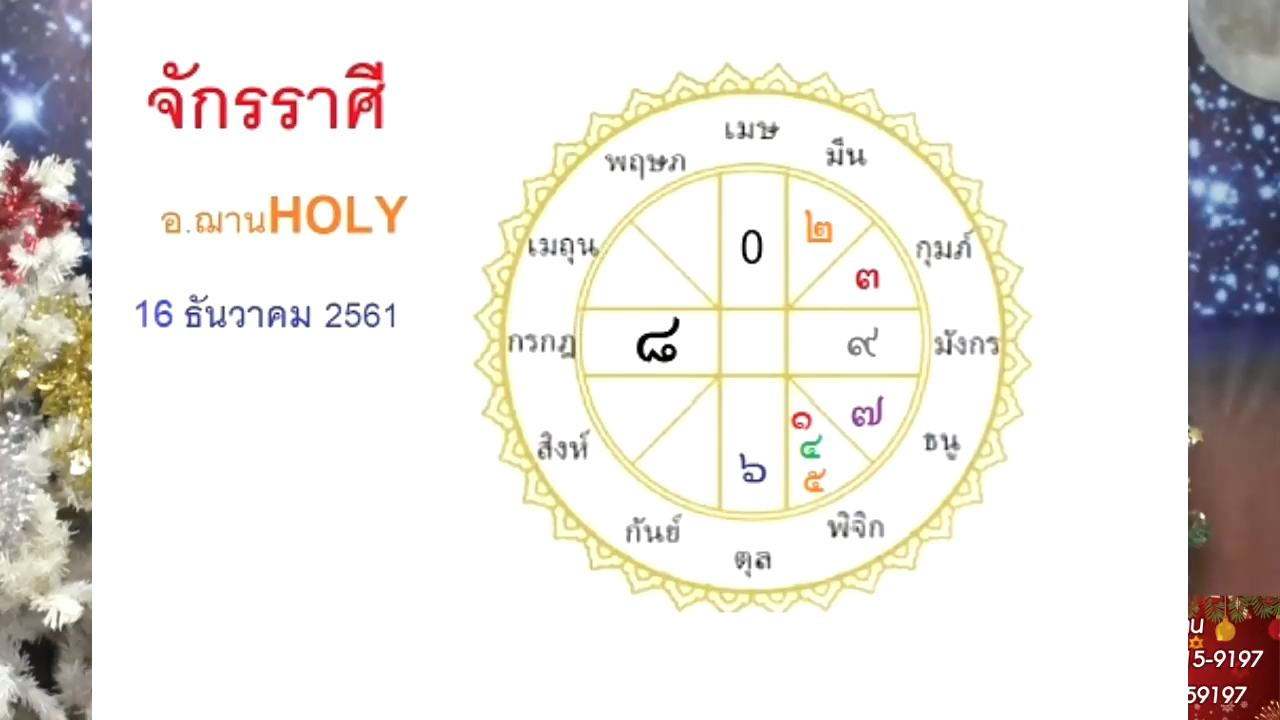 จักรราศี
อ.ฌานHOLY
16 ธันวาคม 2561
เมษ
พฤษภ
มีน
เมถุน
กุมภ์
กรกฎ
มังกร
สิงห์
ธนู
กันย์
พิจิก
ตุล
0
๒
๓
๘
๙
๗
๑
๔
๕
๖
15-9197
59197